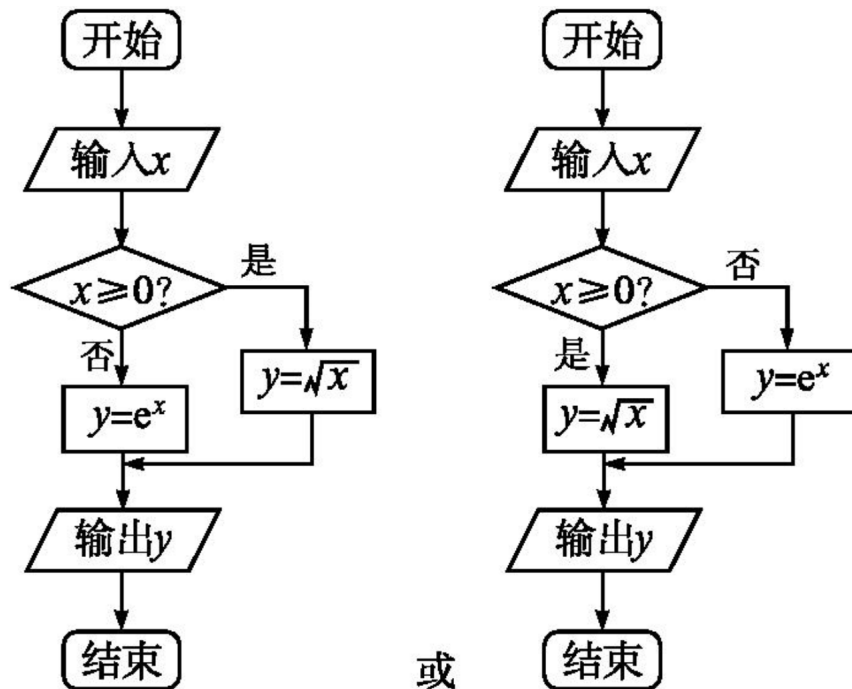 开始
输入x
x≥0?
是
否
y=√x
y=eˣ
输出y
结束
或
开始
输入x
x≥0?
否
是
y=eˣ
y=√x
输出y
结束